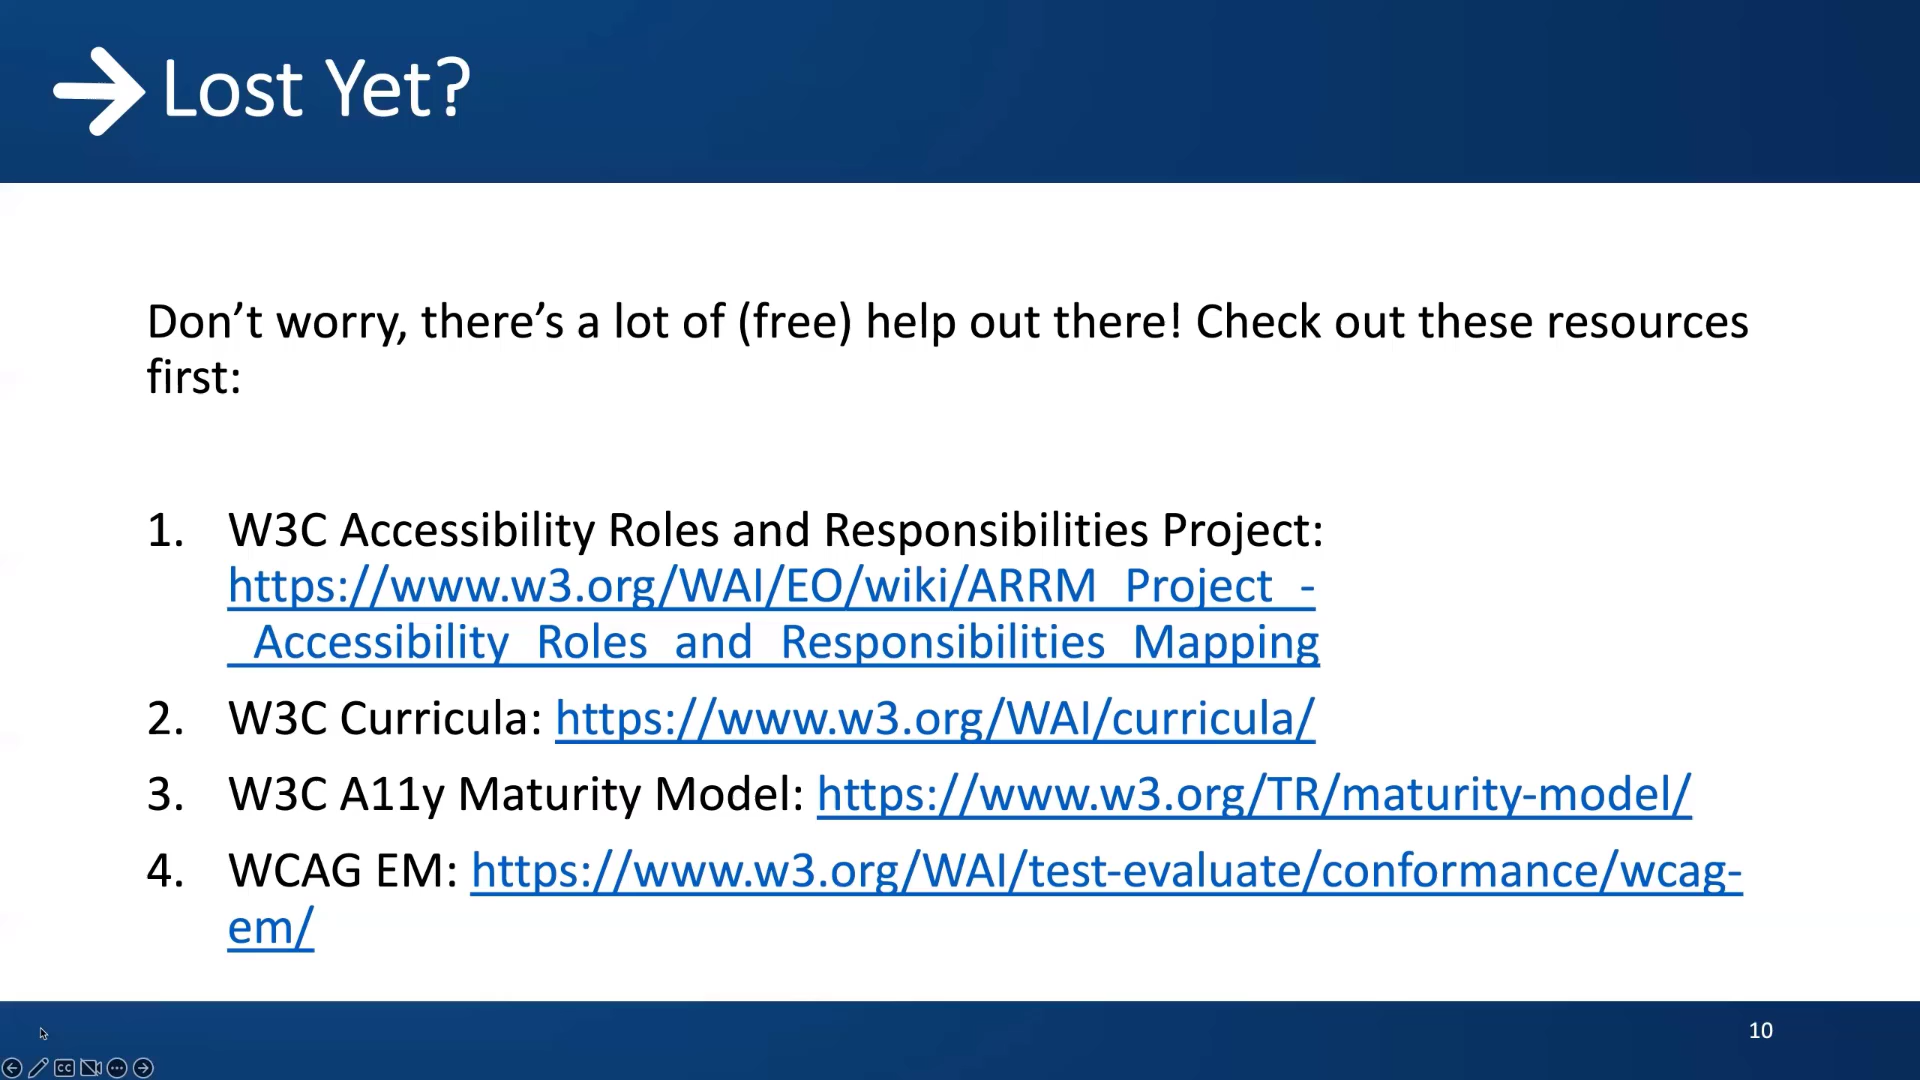 Lost Yet?
Don’t worry, there’s a lot of (free) help out there! Check out these resources
first:
1. W3C Accessibility Roles and Responsibilities Project:
https://www.w3.org/WAI/EO/wiki/ARRM_Project_-
_Accessibility_Roles_and_Responsibilities_Mapping
2. W3C Curricula: https://www.w3.org/WAI/curricula/
3. W3C A11y Maturity Model: https://www.w3.org/TR/maturity-model/
4. WCAG EM: https://www.w3.org/WAI/test-evaluate/conformance/wcag-
em/
10
CC